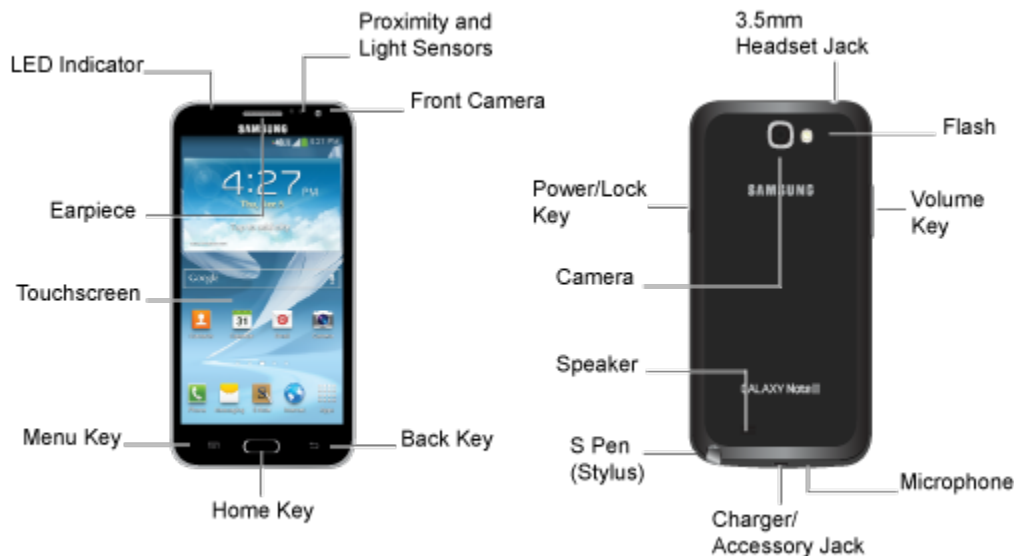 Proximity and
Light Sensors
LED Indicator
Front Camera
SAMSUNG
4:27 PM
Earpiece
Google
Touchscreen
31
Menu Key
Back Key
Home Key
3.5mm
Headset Jack
Flash
Power/Lock
Key
SAMSUNG
Volume
Key
Camera
Speaker
GALAXY Note II
S Pen
(Stylus)
Microphone
Charger/
Accessory Jack